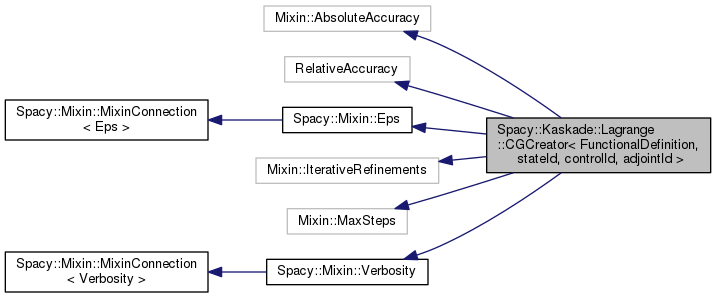 Mixin::AbsoluteAccuracy
RelativeAccuracy
Spacy::Mixin::MixinConnection
< Eps >
Spacy::Mixin::Eps
Spacy::Kaskade::Lagrange
::CGCreator< FunctionalDefinition,
stateId, controlId, adjointId >
Mixin::IterativeRefinements
Mixin::MaxSteps
Spacy::Mixin::MixinConnection
< Verbosity >
Spacy::Mixin::Verbosity